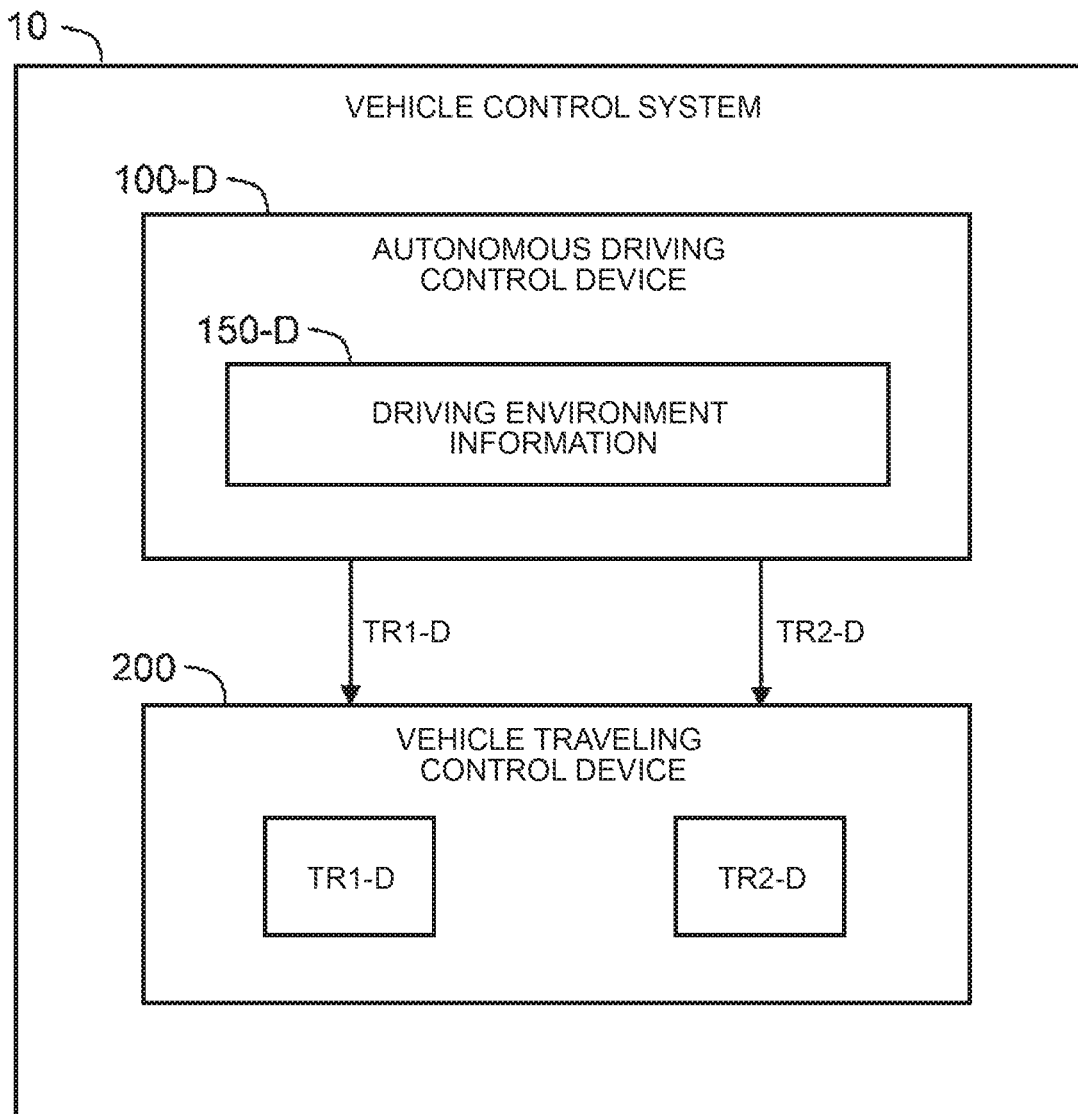 10
VEHICLE CONTROL SYSTEM
100-D
AUTONOMOUS DRIVING
CONTROL DEVICE
150-D
DRIVING ENVIRONMENT
INFORMATION
TR1-D
TR2-D
200
VEHICLE TRAVELING
CONTROL DEVICE
TR1-D
TR2-D